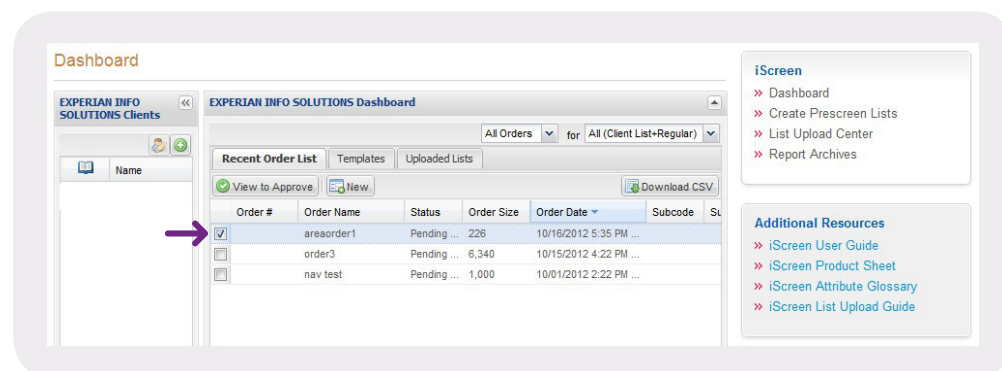 Dashboard
EXPERIAN INFO
SOLUTIONS Clients
Name
EXPERIAN INFO SOLUTIONS Dashboard
All Orders for All (Client List+Regular)
Recent Order List Templates Uploaded Lists
View to Approve New Download CSV
Order # Order Name Status Order Size Order Date Subcode Su
areaorder1 Pending ... 226 10/16/2012 5:35 PM ...
order3 Pending ... 6,340 10/15/2012 4:22 PM ...
nav test Pending ... 1,000 10/01/2012 2:22 PM ...
iScreen
» Dashboard
» Create Prescreen Lists
» List Upload Center
» Report Archives
Additional Resources
» iScreen User Guide
» iScreen Product Sheet
» iScreen Attribute Glossary
» iScreen List Upload Guide